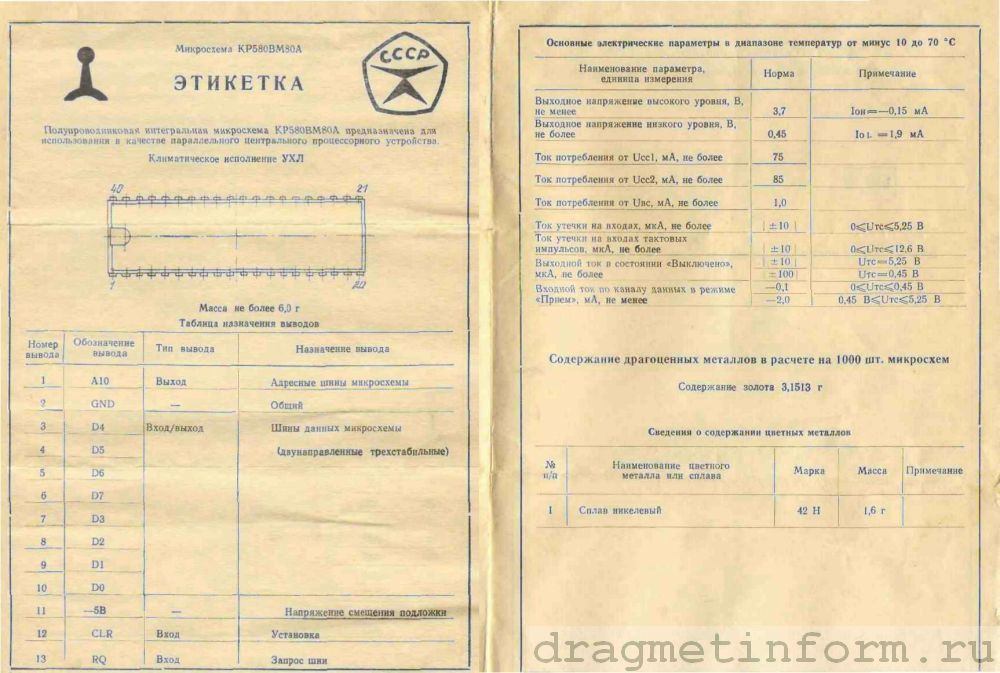 Микросхема КР580ВМ80А
СССР
ЭТИКЕТКА
Полупроводниковая интегральная микросхема КР580ВМ80А предназначена для
использования в качестве параллельного центрального процессорного устройства.
Климатическое исполнение УХЛ
40 21
1 20
Масса не более 6,0 г
Таблица назначения выводов
Номер вывода Обозначение вывода Тип вывода Назначение вывода
1 А10 Выход Адресные шины микросхемы
2 GND — Общий
3 D4 Вход/выход Шины данных микросхемы
4 D5 (двунаправленные трехстабильные)
5 D6
6 D7
7 D3
8 D2
9 D1
10 D0
11 —5В — Напряжение смещения подложки
12 CLR Вход Установка
13 RQ Вход Запрос шин
Основные электрические параметры в диапазоне температур от минус 10 до 70 °С
Наименование параметра, единица измерения Норма Примечание
Выходное напряжение высокого уровня, В,
не менее 3,7 Iон=—0,15 мА
Выходное напряжение низкого уровня, В,
не более 0,45 IоL =1,9 мА
Ток потребления от Ucc1, мА, не более 75
Ток потребления от Ucc2, мА, не более 85
Ток потребления от Uвс, мА, не более 1,0
Ток утечки на входах, мкА, не более |±10| 0⩽Uтс⩽5,25 В
Ток утечки на входах тактовых
импульсов, мкА, не более |±10| 0⩽Uтс⩽12,6 В
Выходной ток в состоянии «Выключено», |±10| Uтс=5,25 В
мкА, не более |±100| Uтс=0,45 В
Входной ток по каналу данных в режиме —0,1 0⩽Uтс⩽0,45 В
«Прием», мА, не менее —2,0 0,45 В⩽Uтс⩽5,25 В
Содержание драгоценных металлов в расчете на 1000 шт. микросхем
Содержание золота 3,1513 г
Сведения о содержании цветных металлов
№ п/п Наименование цветного металла или сплава Марка Масса Примечание
1 Сплав никелевый 42 Н 1,6 г
dragmetinform.ru